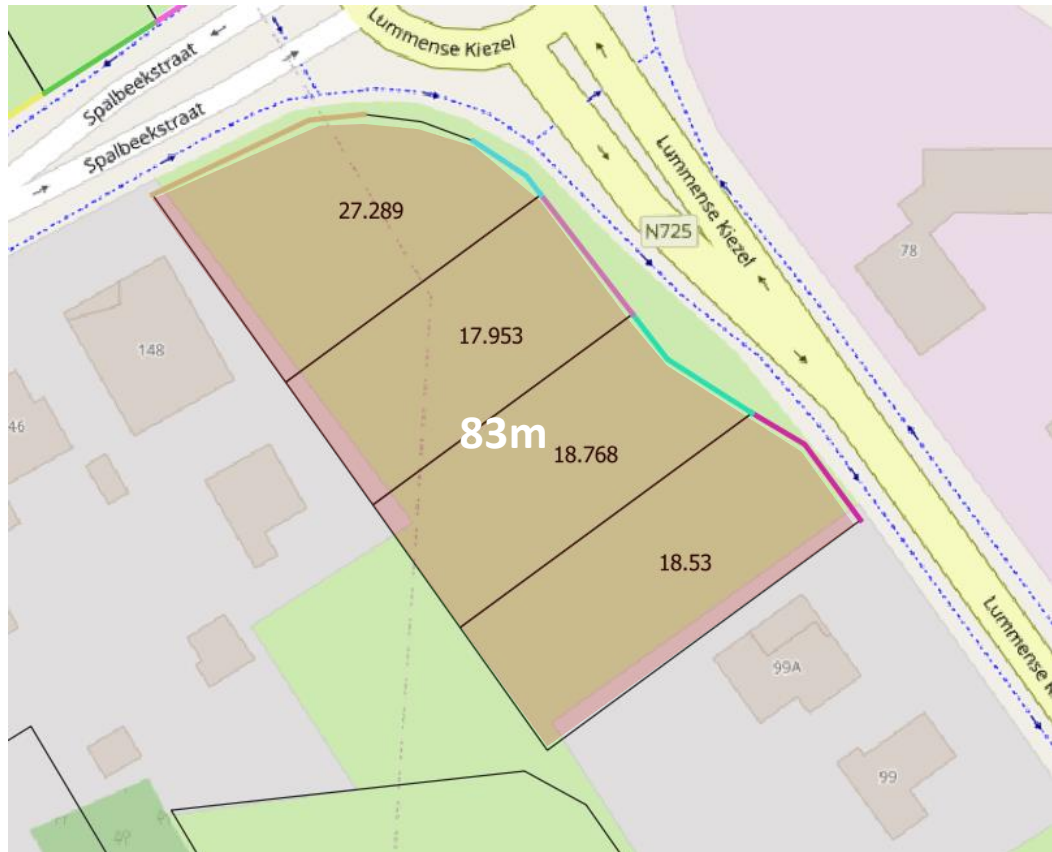 Lummense Kiezel
Spalbeekstraat
Spalbeekstraat
Lummense Kiezel
N725
27.289
78
17.953
148
83m
46
18.768
18.53
Lummense K
99A
99